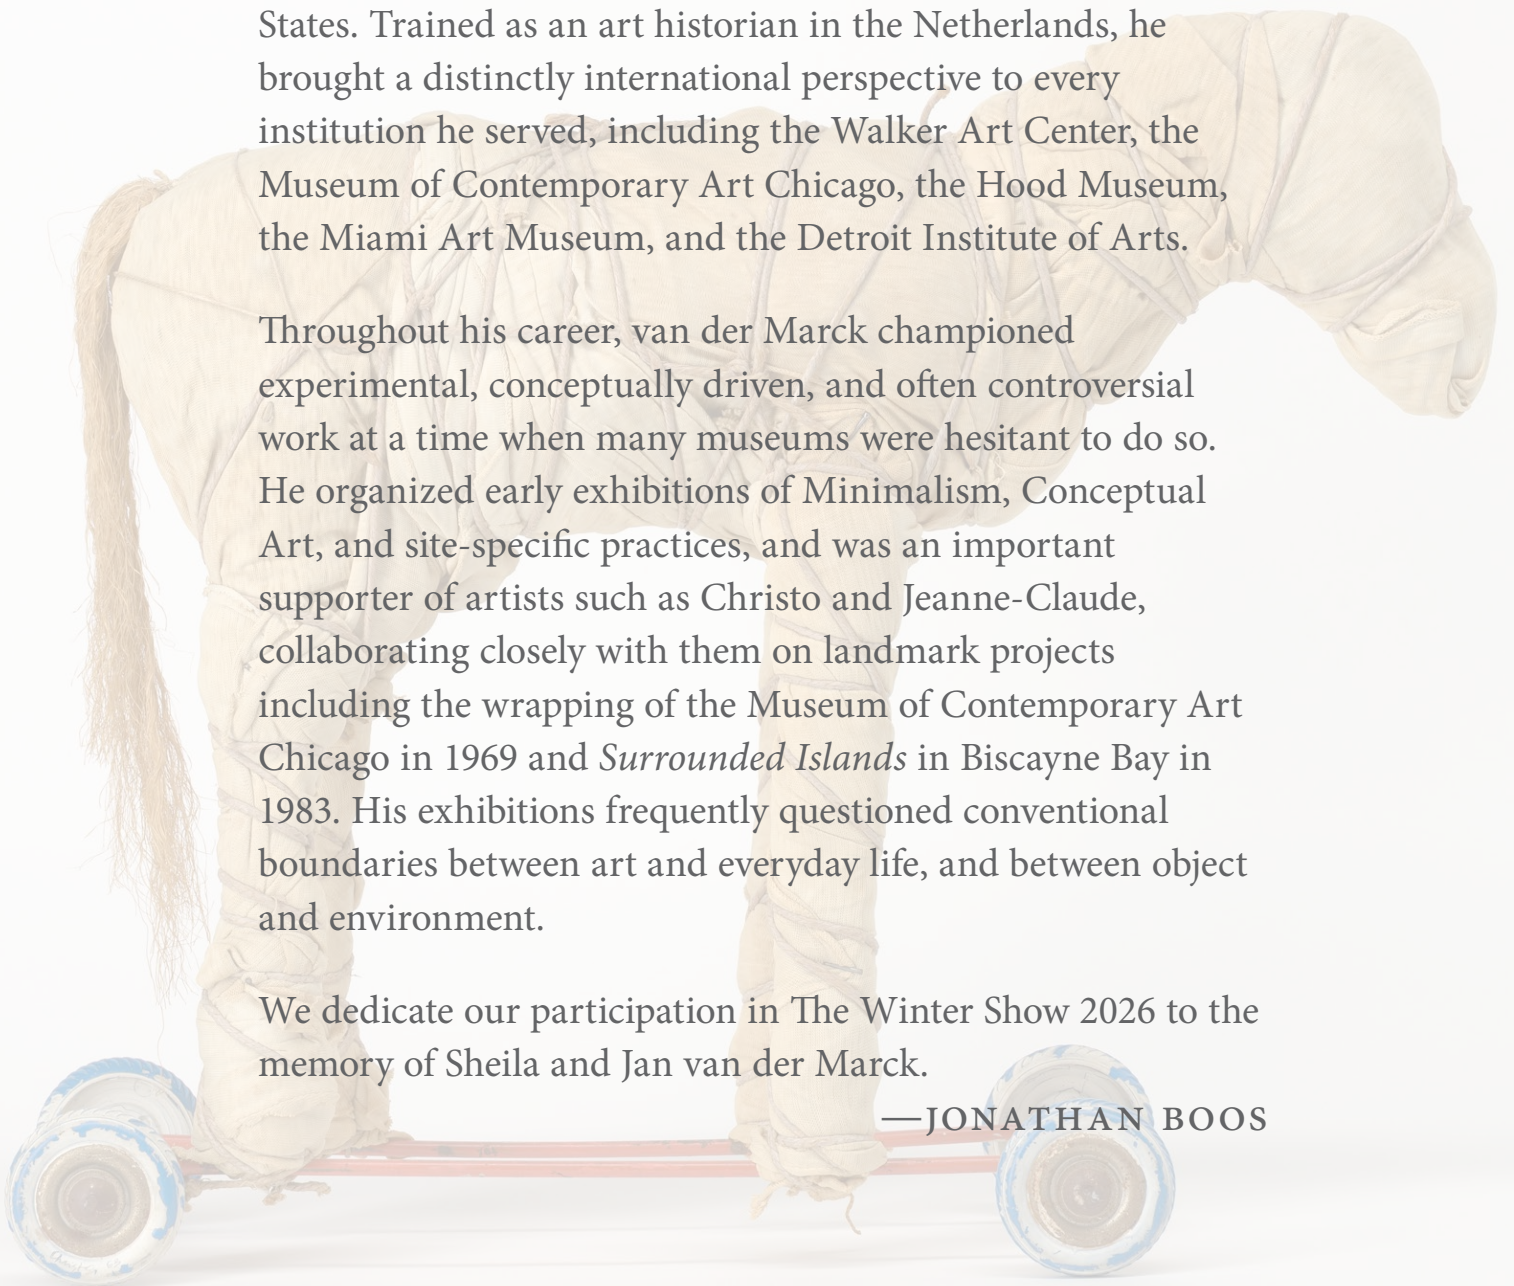 States. Trained as an art historian in the Netherlands, he
brought a distinctly international perspective to every
institution he served, including the Walker Art Center, the
Museum of Contemporary Art Chicago, the Hood Museum,
the Miami Art Museum, and the Detroit Institute of Arts.
Throughout his career, van der Marck championed
experimental, conceptually driven, and often controversial
work at a time when many museums were hesitant to do so.
He organized early exhibitions of Minimalism, Conceptual
Art, and site-specific practices, and was an important
supporter of artists such as Christo and Jeanne-Claude,
collaborating closely with them on landmark projects
including the wrapping of the Museum of Contemporary Art
Chicago in 1969 and Surrounded Islands in Biscayne Bay in
1983. His exhibitions frequently questioned conventional
boundaries between art and everyday life, and between object
and environment.
We dedicate our participation in The Winter Show 2026 to the
memory of Sheila and Jan van der Marck.
—JONATHAN BOOS